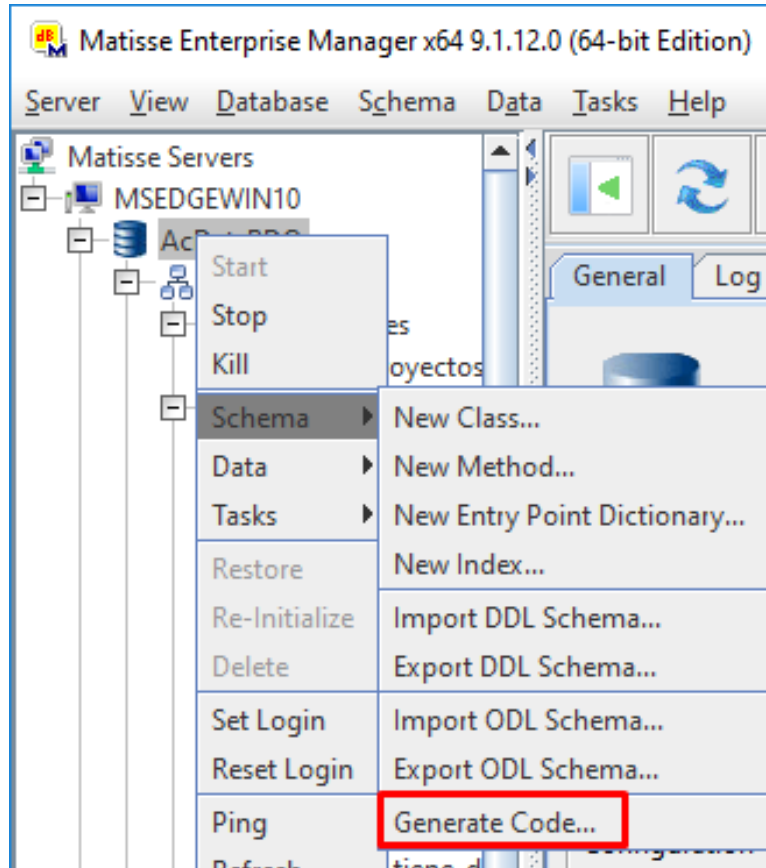 Matisse Enterprise Manager x64 9.1.12.0 (64-bit Edition)
Server View Database Schema Data Tasks Help
Matisse Servers
MSEDGEWIN10
General Log
Start
Stop
es
Kill
oyectos
Schema
New Class...
Data
New Method...
Tasks
New Entry Point Dictionary...
Restore
New Index...
Re-Initialize
Import DDL Schema...
Delete
Export DDL Schema...
Set Login
Import ODL Schema...
Reset Login
Export ODL Schema...
Ping
Generate Code...
Refresh